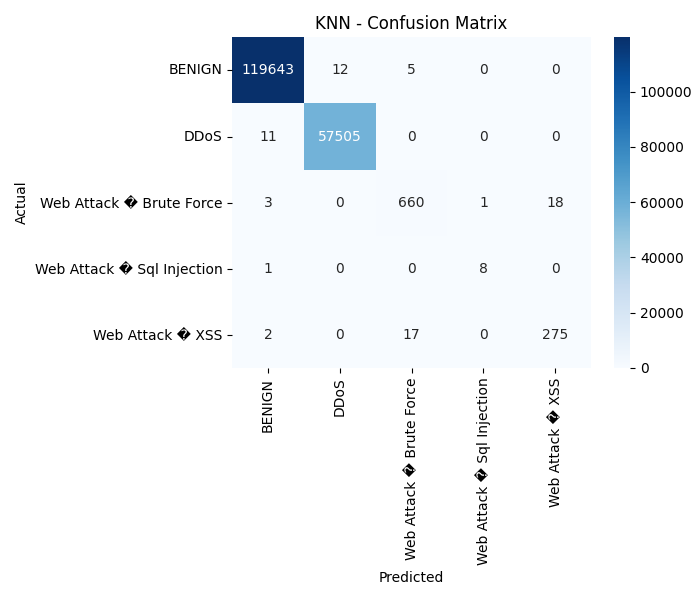 KNN - Confusion Matrix
Actual
BENIGN 119643 12 5 0 0
DDoS 11 57505 0 0 0
Web Attack � Brute Force 3 0 660 1 18
Web Attack � Sql Injection 1 0 0 8 0
Web Attack � XSS 2 0 17 0 275
BENIGN
DDoS
Web Attack � Brute Force
Web Attack � Sql Injection
Web Attack � XSS
Predicted
100000
80000
60000
40000
20000
0